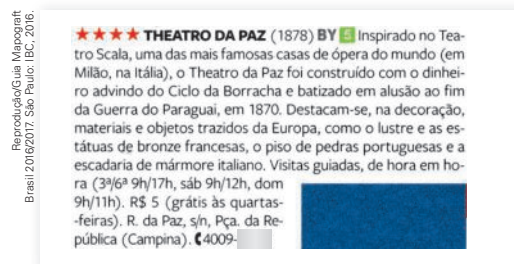 Reprodução/Guia Mapograft
Brasil 2016/2017. São Paulo: IBC, 2016.
★★★★ THEATRO DA PAZ (1878) BY 5 Inspirado no Tea-
tro Scala, uma das mais famosas casas de ópera do mundo (em
Milão, na Itália), o Theatro da Paz foi construído com o dinhei-
ro advindo do Ciclo da Borracha e batizado em alusão ao fim
da Guerra do Paraguai, em 1870. Destacam-se, na decoração,
materiais e objetos trazidos da Europa, como o lustre e as es-
tátuas de bronze francesas, o piso de pedras portuguesas e a
escadaria de mármore italiano. Visitas guiadas, de hora em ho-
ra (3ª/6ª 9h/17h, sáb 9h/12h, dom
9h/11h). R$ 5 (grátis às quartas-
-feiras). R. da Paz, s/n, Pça. da Re-
pública (Campina). 4009-